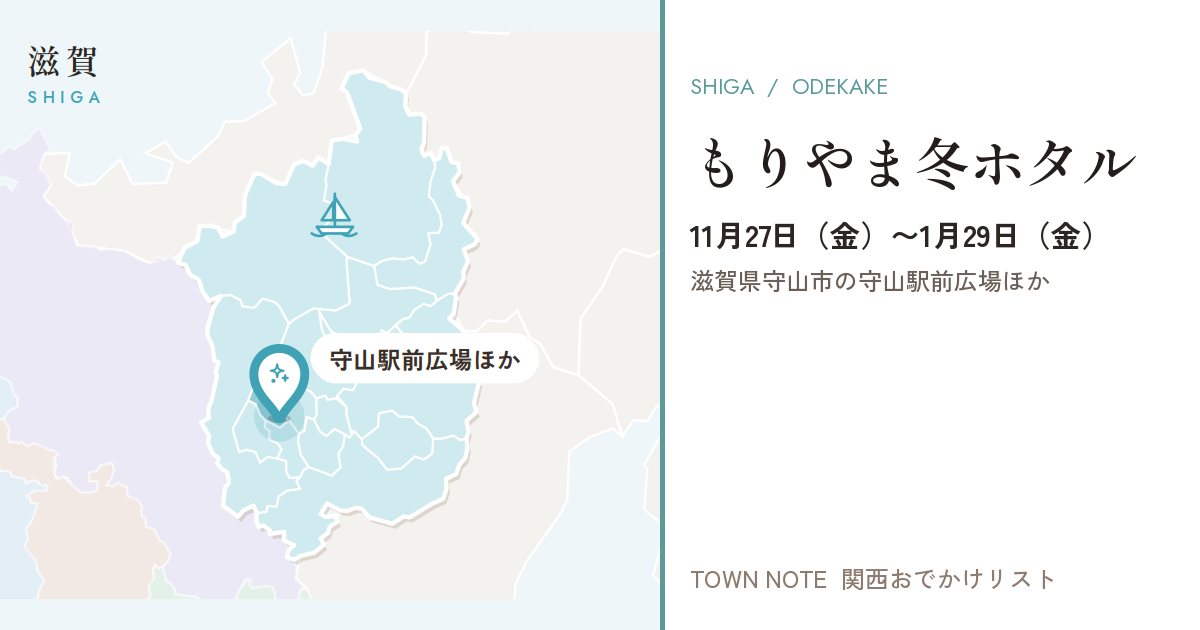 滋賀
SHIGA
守山駅前広場ほか
SHIGA / ODEKAKE
もりやま冬ホタル
11月27日（金）〜1月29日（金）
滋賀県守山市の守山駅前広場ほか
TOWN NOTE 関西おでかけリスト